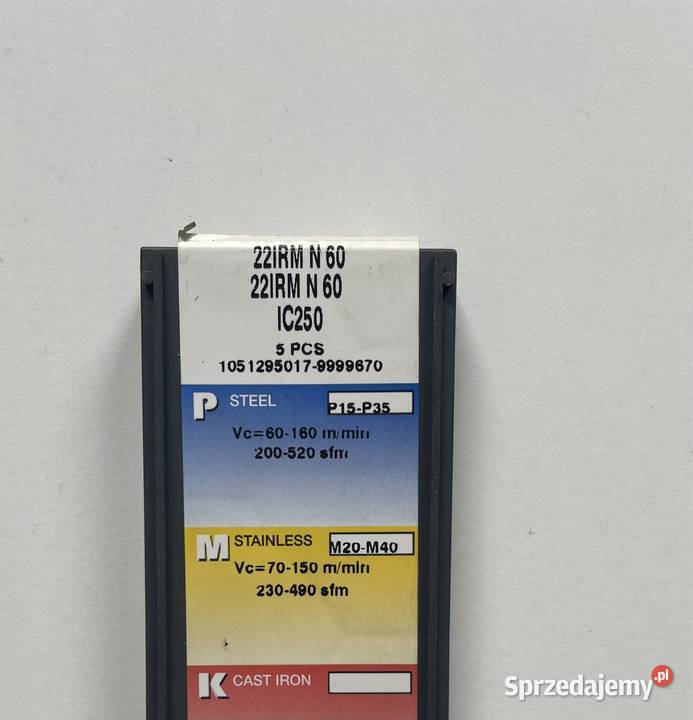 22IRM N 60
22IRM N 60
IC250
5 PCS
1051295017-9999670
P STEEL P15-P35
Vc=60-160 m/min
200-520 sfm
M STAINLESS M20-M40
Vc=70-150 m/min
230-490 sfm
K CAST IRON
Sprzedajemy.pl